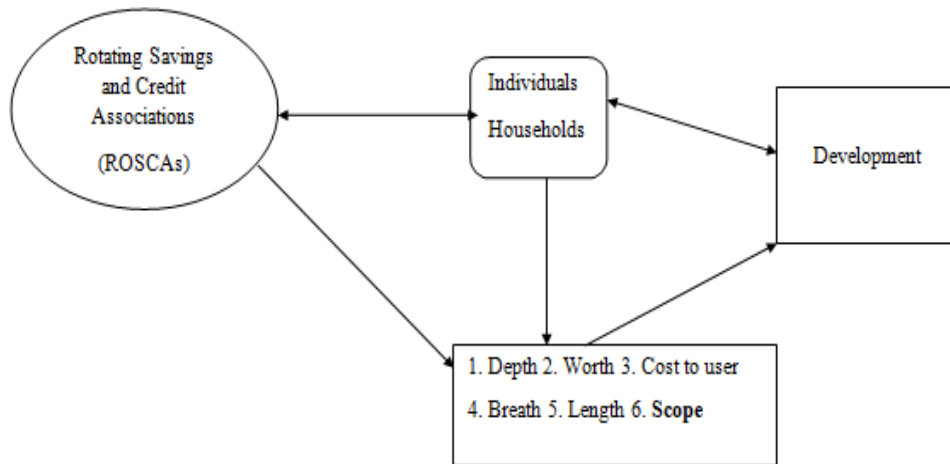 Rotating Savings
and Credit
Associations
(ROSCAs)
Individuals
Households
Development
1. Depth 2. Worth 3. Cost to user
4. Breath 5. Length 6. Scope